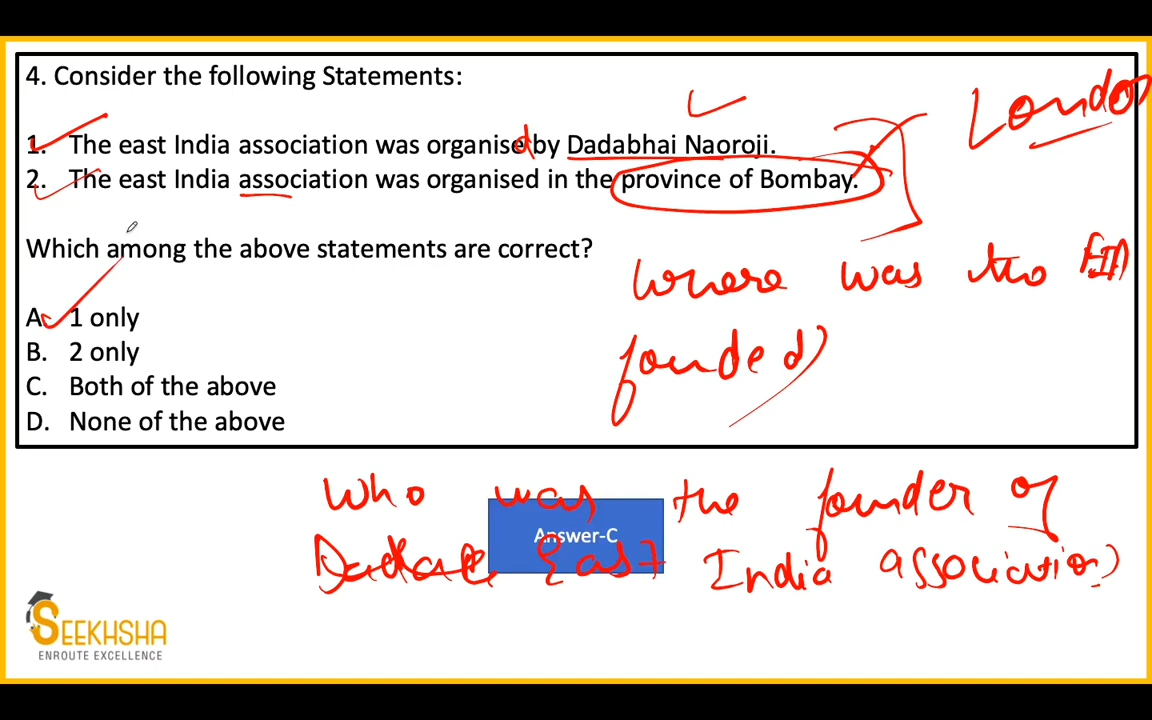 4. Consider the following Statements:
London
1. The east India association was organised by Dadabhai Naoroji.
2. The east India association was organised in the province of Bombay.
Which among the above statements are correct?
where was the EIA
founded
A. 1 only
B. 2 only
C. Both of the above
D. None of the above
who was the founder of
Answer-C
East India association
SEEKHSHA
ENROUTE EXCELLENCE